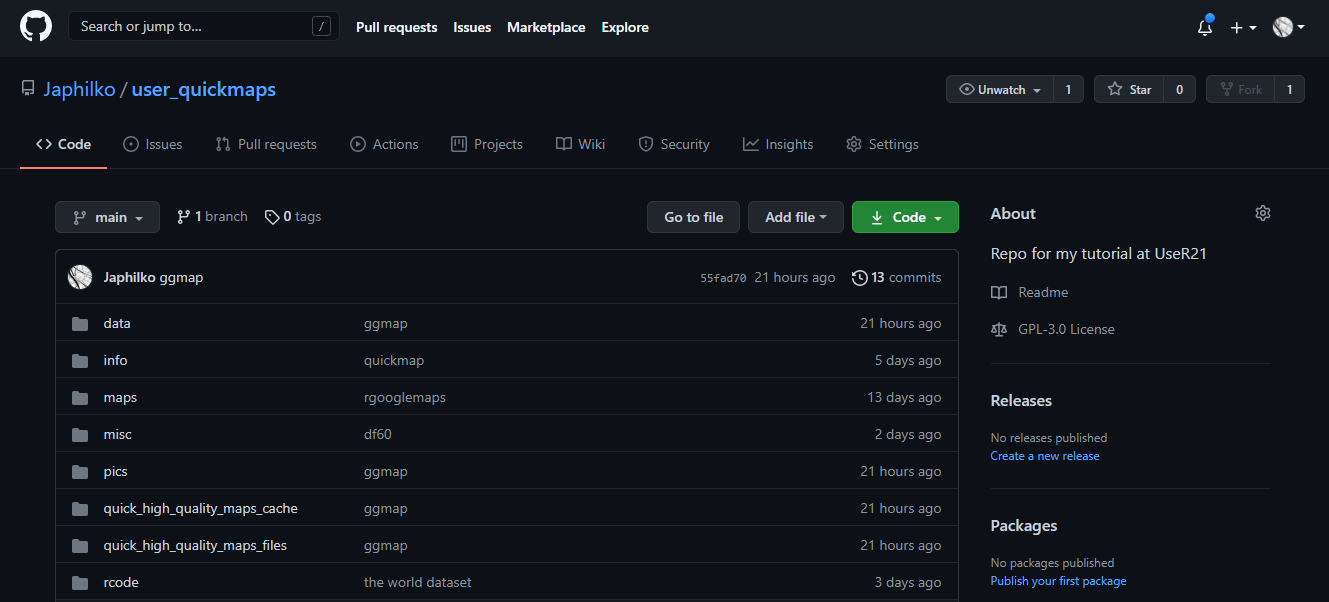 Search or jump to... / Pull requests Issues Marketplace Explore
Japhilko / user_quickmaps Unwatch 1 Star 0 Fork 1
Code Issues Pull requests Actions Projects Wiki Security Insights Settings
main 1 branch 0 tags Go to file Add file Code
Japhilko ggmap 55fad70 21 hours ago 13 commits
data ggmap 21 hours ago
info quickmap 5 days ago
maps rgooglemaps 13 days ago
misc df60 2 days ago
pics ggmap 21 hours ago
quick_high_quality_maps_cache ggmap 21 hours ago
quick_high_quality_maps_files ggmap 21 hours ago
rcode the world dataset 3 days ago
About
Repo for my tutorial at UseR21
Readme
GPL-3.0 License
Releases
No releases published
Create a new release
Packages
No packages published
Publish your first package